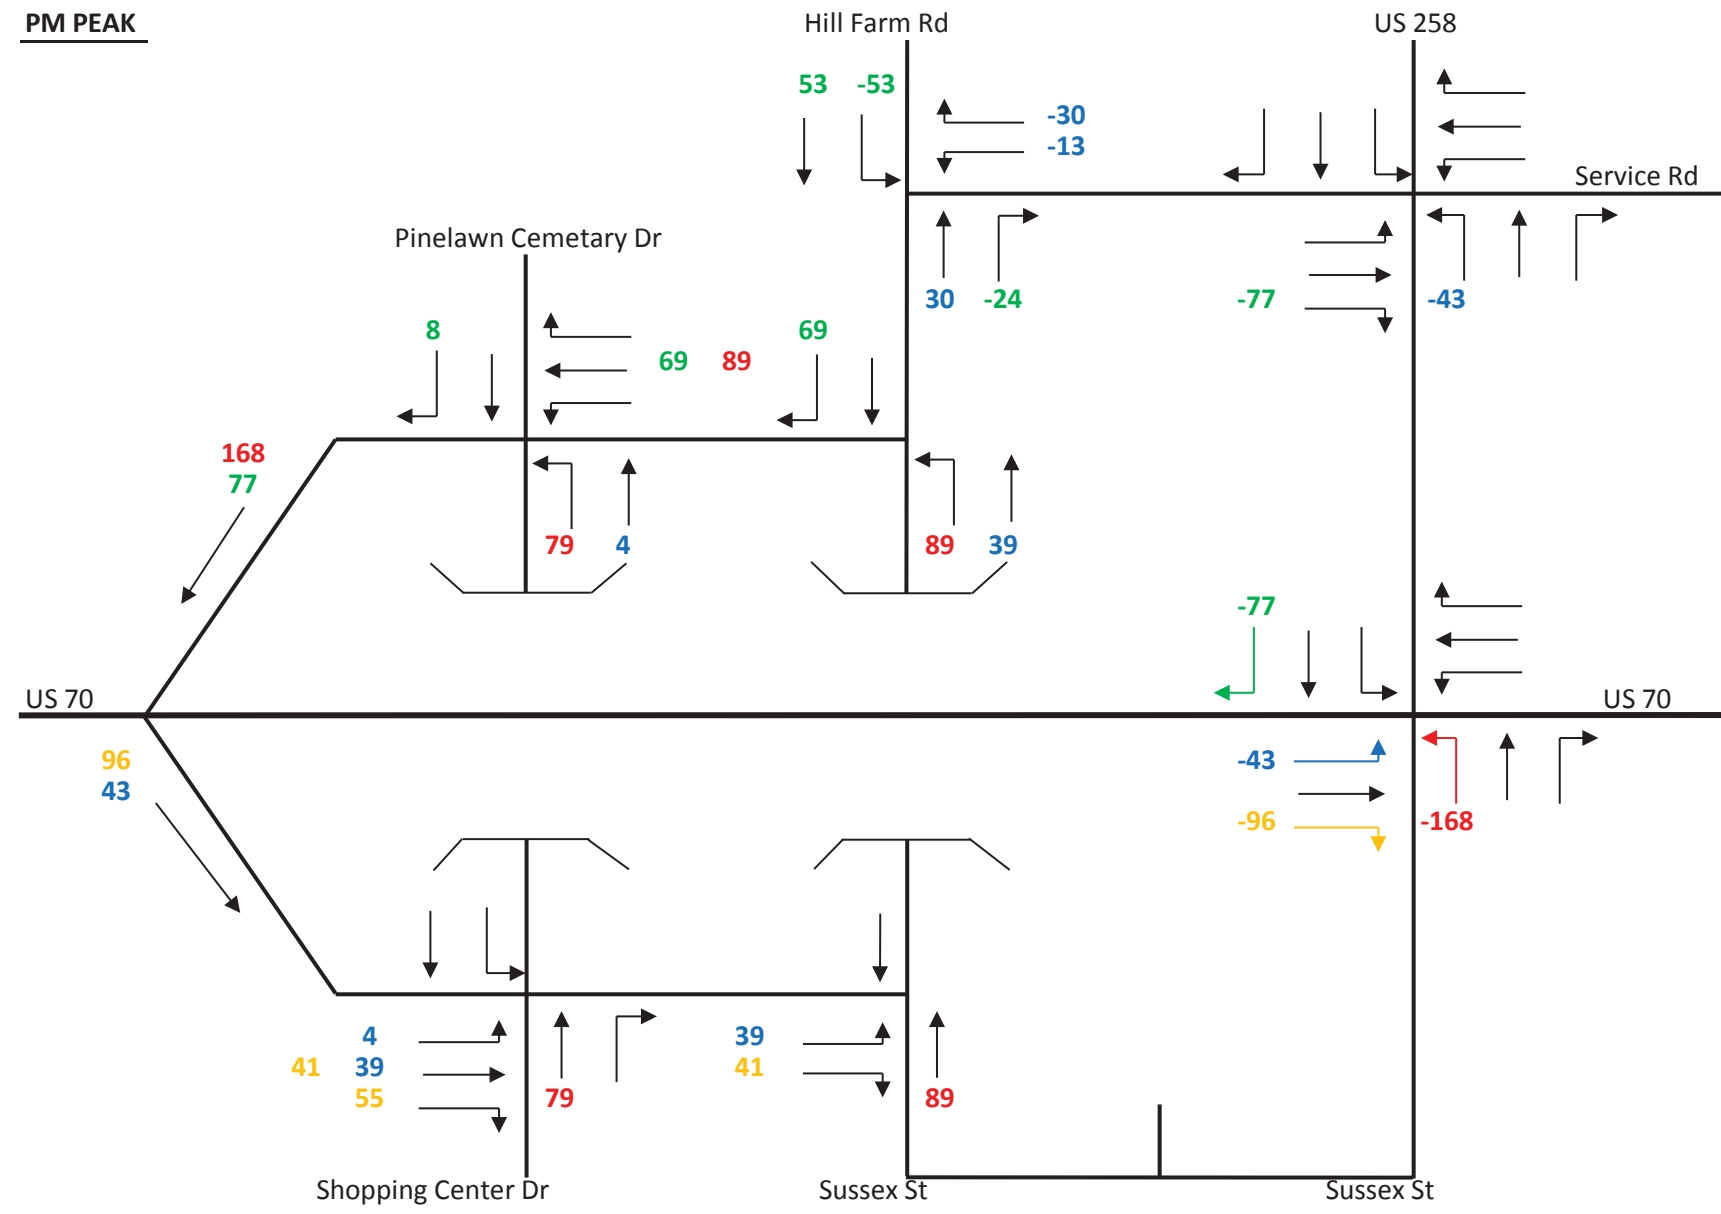 PM PEAK
Hill Farm Rd
US 258
53 -53
-30
-13
Service Rd
Pinelawn Cemetary Dr
30 -24
-77
-43
8
69
69 89
168
77
79 4
89 39
-77
US 70
US 70
96
43
-43
-96
-168
4
41 39
55
79
39
41
89
Shopping Center Dr
Sussex St
Sussex St